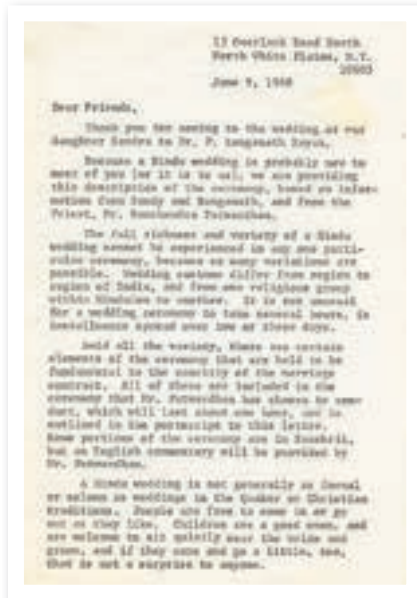 North White Plains, N.Y.
June 9, 1968
Dear Friends,
Thank you for coming to the wedding of our
daughter Sandra to Dr. P.
Because a Hindu wedding is probably new to
most of you (as it is to us), we are providing
this description of the ceremony, based on infor-
mation from Sandy and Ranganath, and from the
Priest, Dr.
The full richness and variety of a Hindu
wedding cannot be experienced in any one parti-
cular ceremony, because so many variations are
possible. Wedding customs differ from region to
region of India, and from one religious group
within Hinduism to another. It is not unusual
for a wedding ceremony to take several hours, in
installments spread over two or three days.
Amid all the variety, there are certain
elements of the ceremony that are held to be
fundamental to the sanctity of the marriage
contract. All of these are included in the
ceremony that Dr. has chosen to con-
duct, which will last about one hour, and is
outlined in the postscript to this letter.
Some portions of the ceremony are in Sanskrit,
but an English commentary will be provided by
Dr.
A Hindu wedding is not generally as formal
or solemn as weddings in the Quaker or Christian
traditions. People are free to come in or go
out as they like. Children are a good omen, and
are welcome to sit quietly near the bride and
groom, and if they come and go a little, too,
that is not a surprise to anyone.